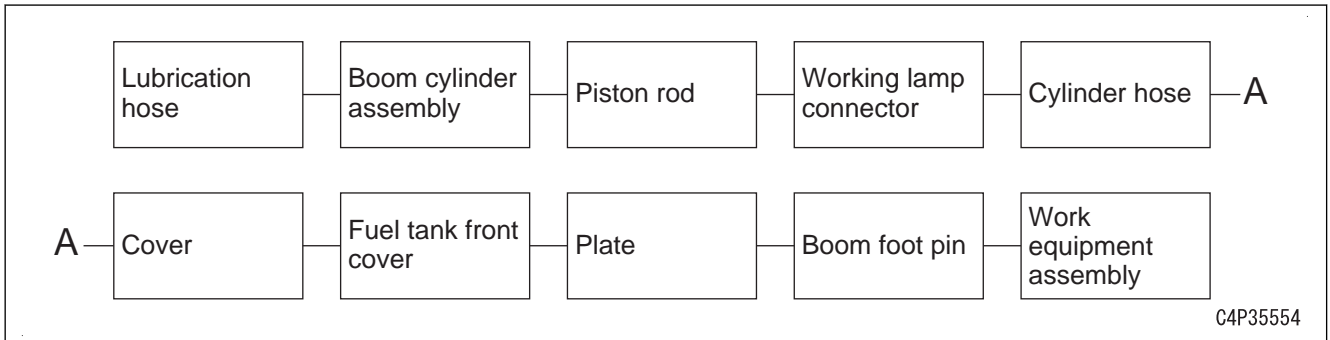 Lubrication
hose
Boom cylinder
assembly
Piston rod
Working lamp
connector
Cylinder hose
A
A
Cover
Fuel tank front
cover
Plate
Boom foot pin
Work
equipment
assembly
C4P35554